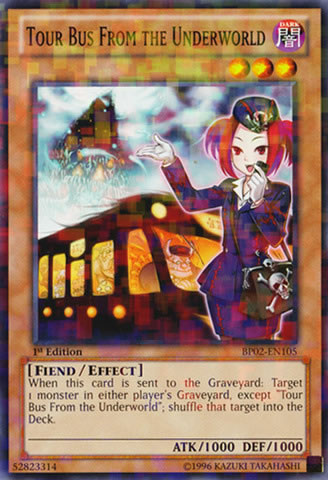 TOUR BUS FROM THE UNDERWORLD
DARK
闇
1st Edition
BP02-EN105
[FIEND/EFFECT]
When this card is sent to the Graveyard: Target
1 monster in either player's Graveyard, except "Tour
Bus From the Underworld"; shuffle that target into the
Deck.
ATK/1000 DEF/1000
52823314
©1996 KAZUKI TAKAHASHI